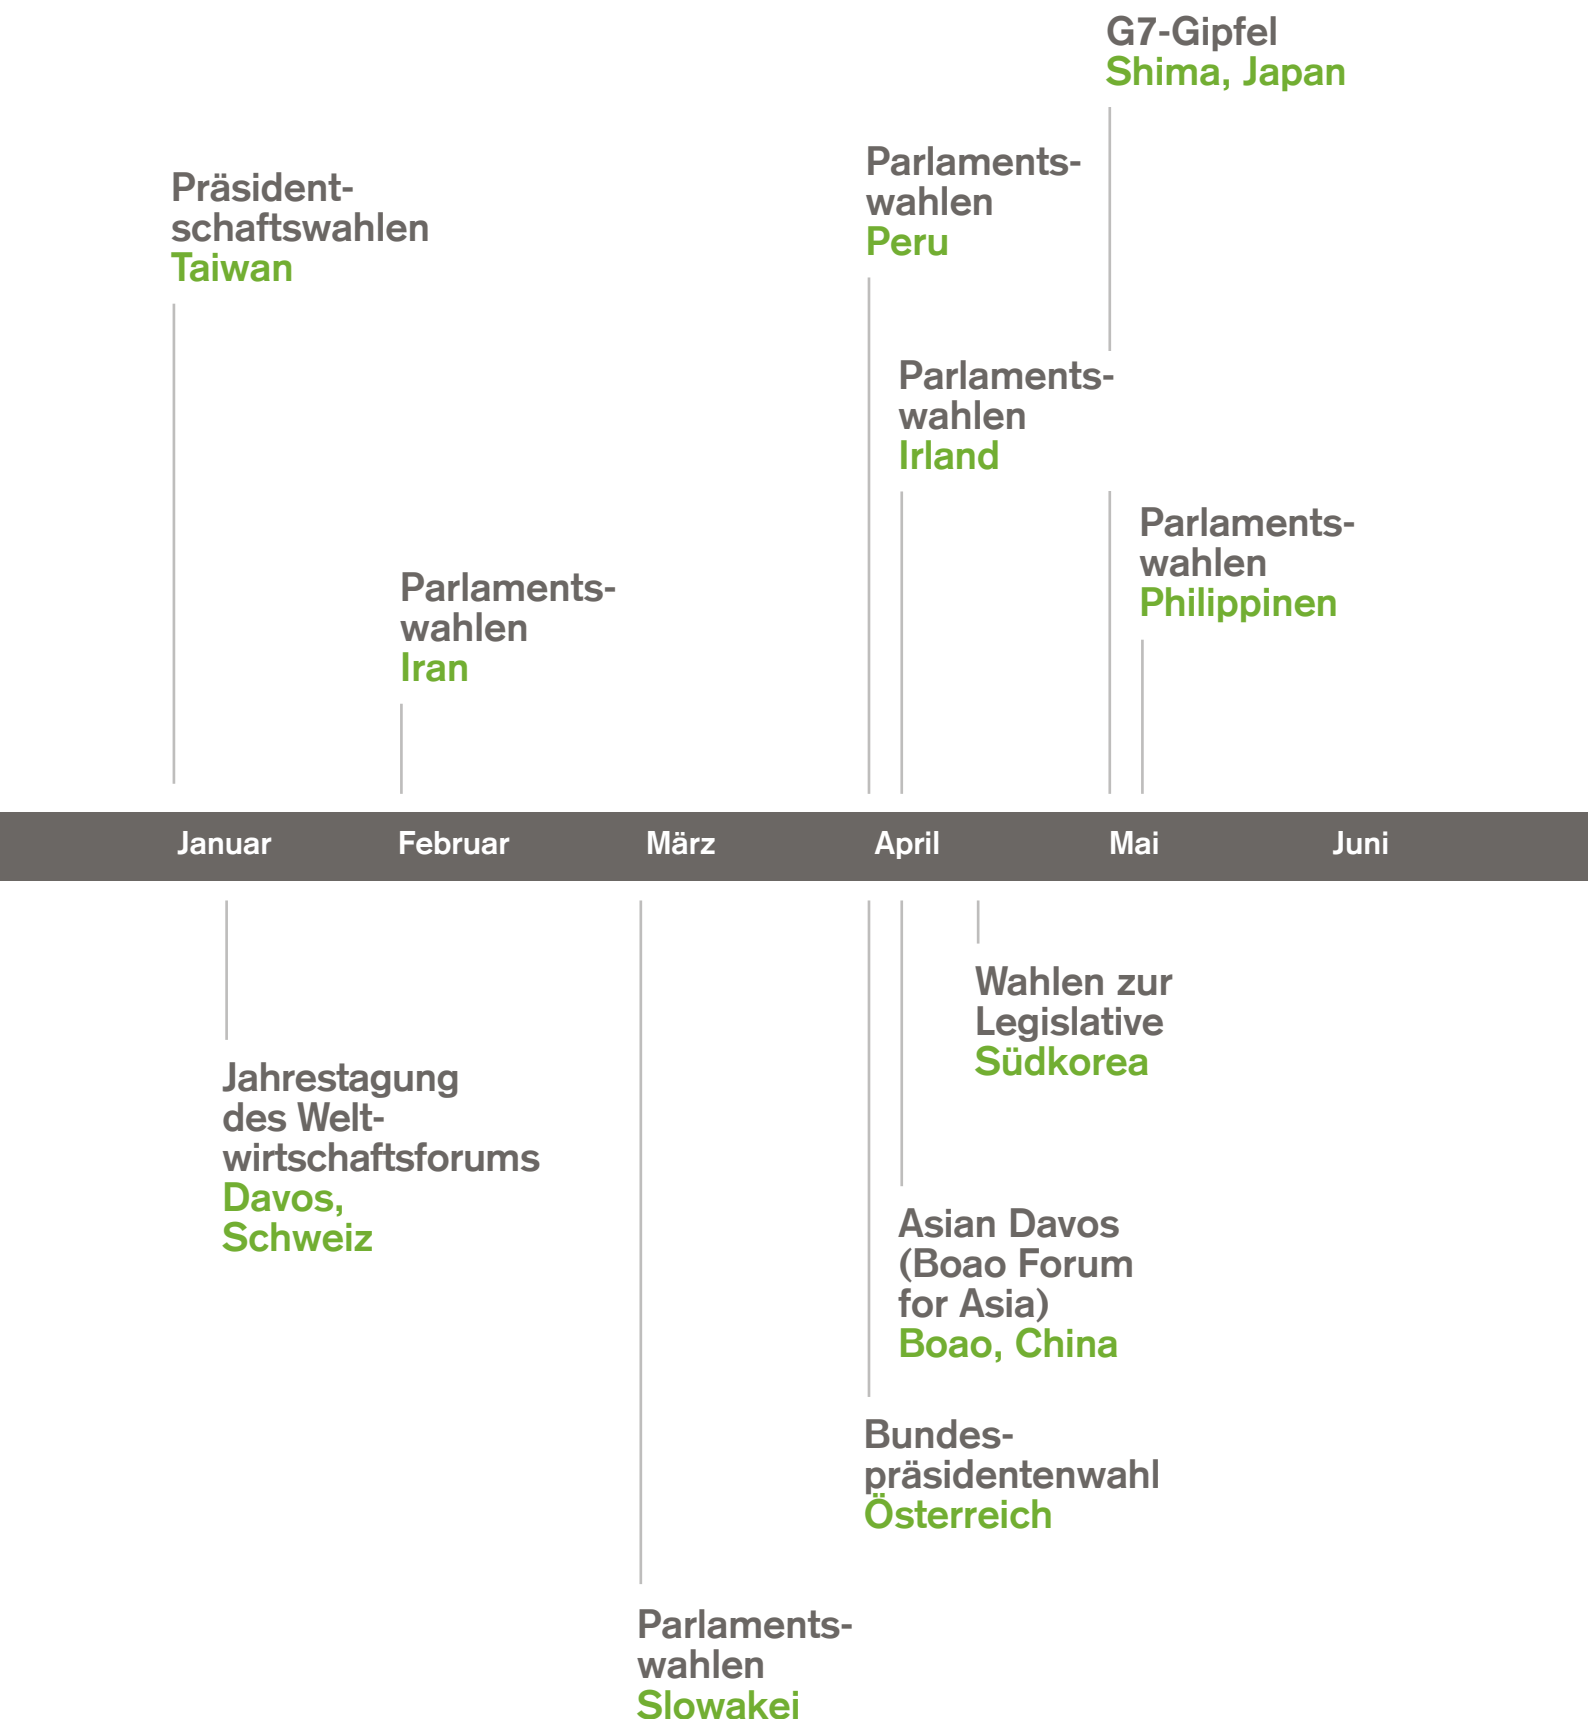 G7-Gipfel
Shima, Japan
Parlaments-
wahlen
Peru
Präsident-
schaftswahlen
Taiwan
Parlaments-
wahlen
Irland
Parlaments-
wahlen
Philippinen
Parlaments-
wahlen
Iran
Januar
Februar
März
April
Mai
Juni
Wahlen zur
Legislative
Südkorea
Jahrestagung
des Welt-
wirtschaftsforums
Davos,
Schweiz
Asian Davos
(Boao Forum
for Asia)
Boao, China
Bundes-
präsidentenwahl
Österreich
Parlaments-
wahlen
Slowakei